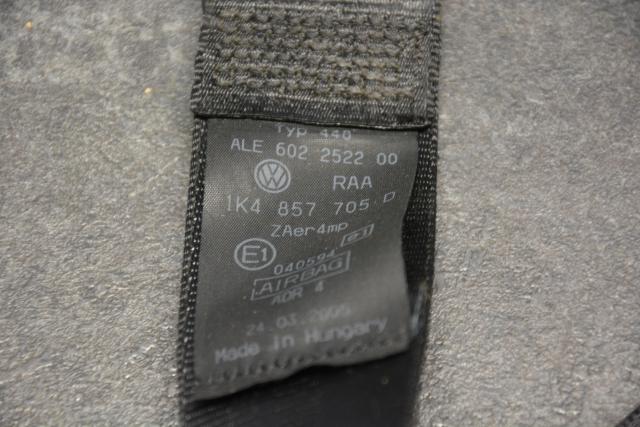 Typ 440
ALE 602 2522 00
RAA
1K4 857 705 D
ZAer4mp
E1
040594
AIRBAG
ADR 4
24.03.2005
Made in Hungary